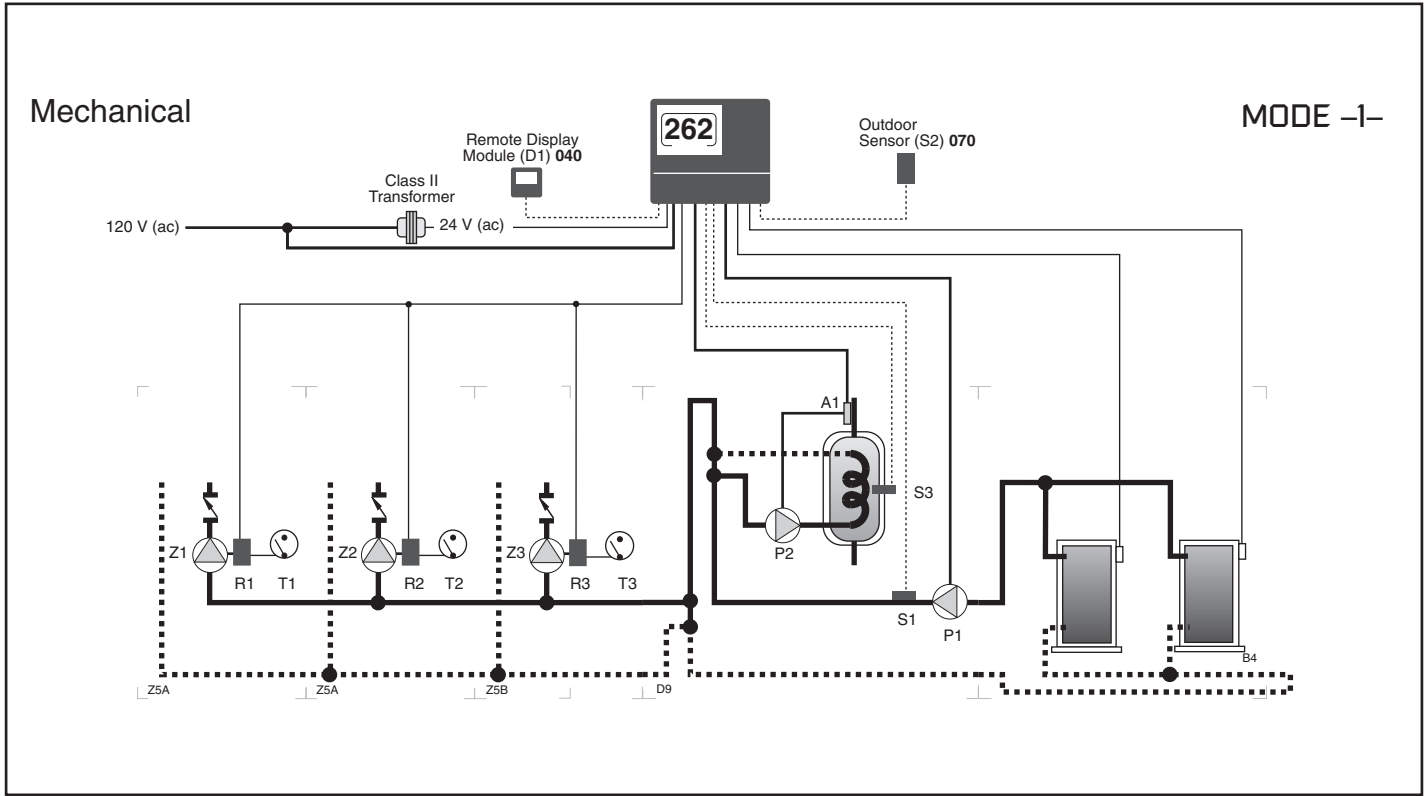 Mechanical
MODE –1–
262
Remote Display
Module (D1) 040
Outdoor
Sensor (S2) 070
Class II
Transformer
120 V (ac)
24 V (ac)
A1
S3
P2
Z1
R1
T1
Z2
R2
T2
Z3
R3
T3
S1
P1
Z5A
Z5A
Z5B
D9
B4